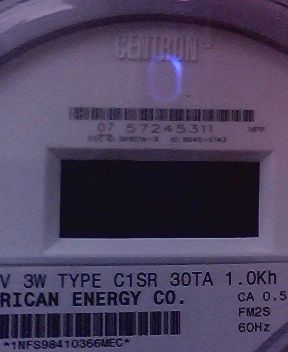 CENTRON
07 57245311
V 3W TYPE C1SR 30TA 1.0Kh
RICAN ENERGY CO. CA 0.5
FM2S
60Hz
*1NFS98410366MEC*